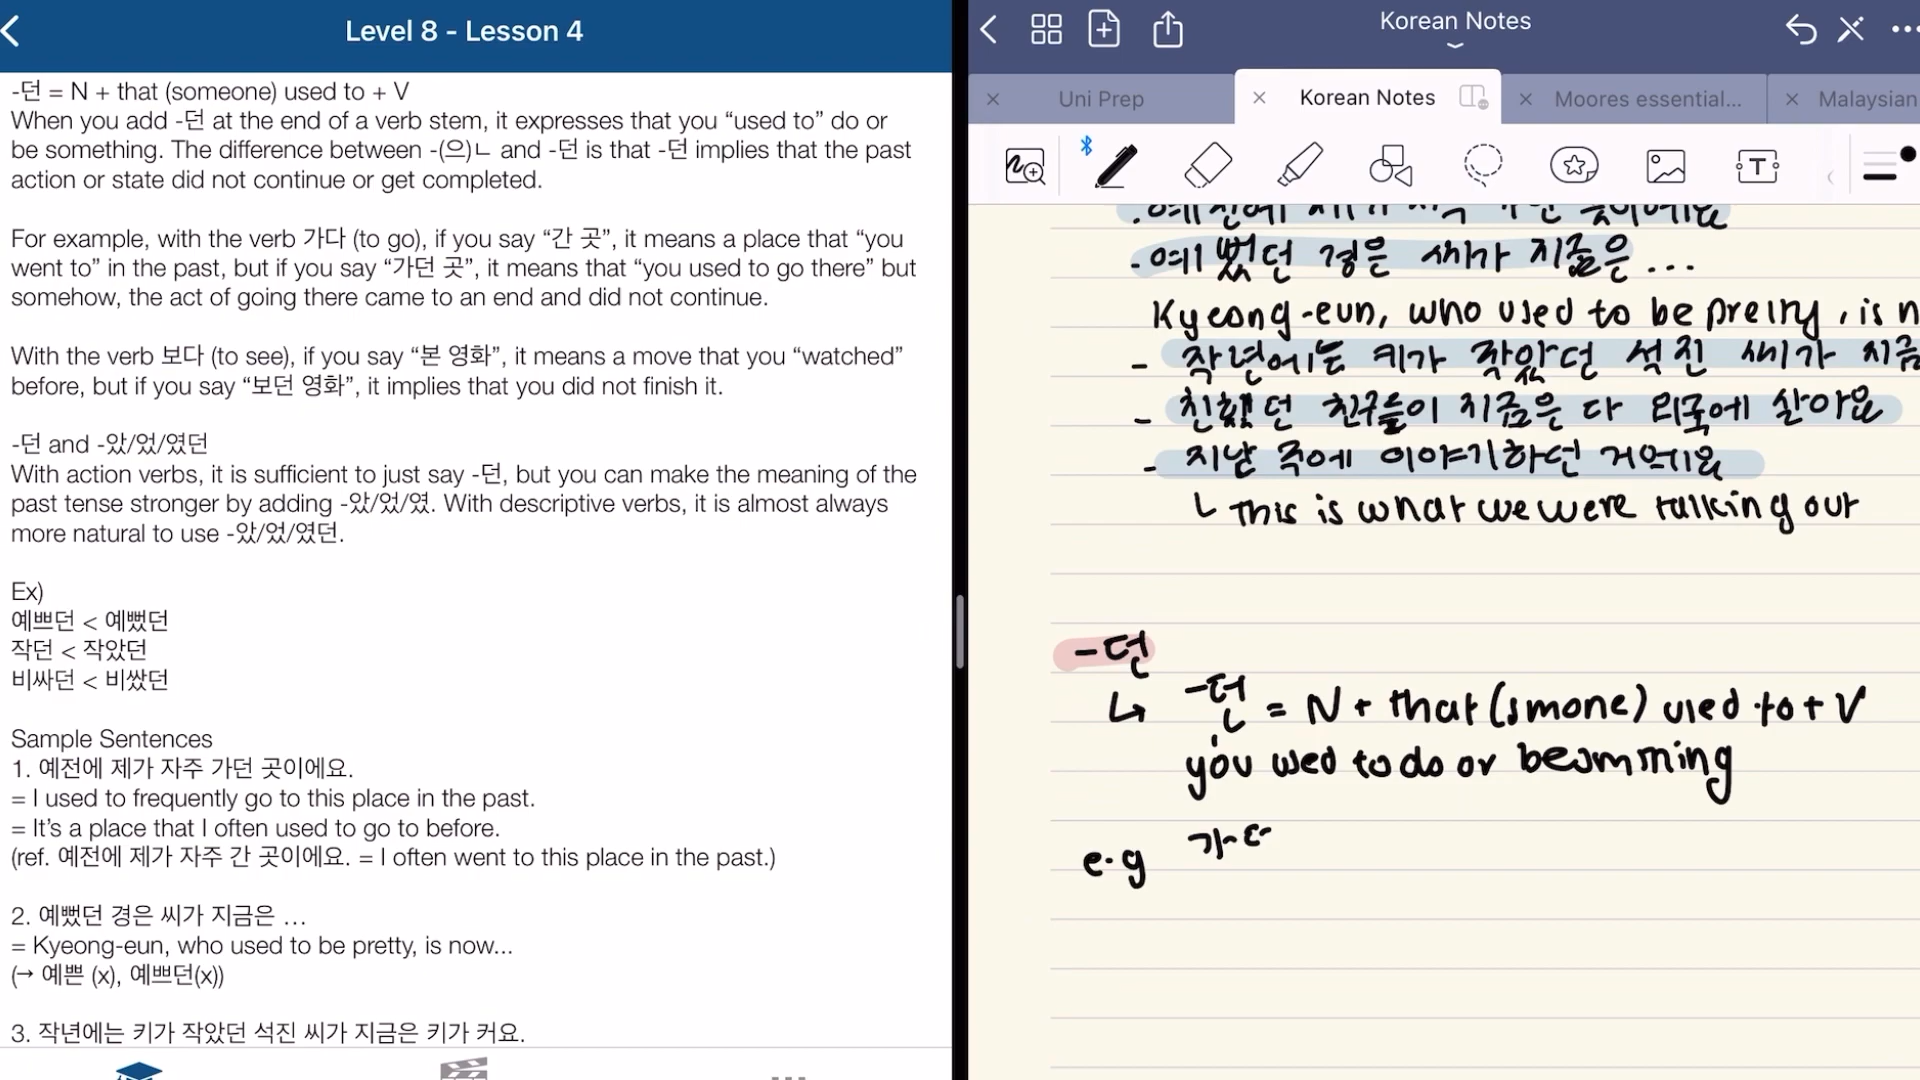 Level 8 - Lesson 4
-던 = N + that (someone) used to + V
When you add -던 at the end of a verb stem, it expresses that you “used to” do or
be something. The difference between -(으)ㄴ and -던 is that -던 implies that the past
action or state did not continue or get completed.
For example, with the verb 가다 (to go), if you say “간 곳”, it means a place that “you
went to” in the past, but if you say “가던 곳”, it means that “you used to go there” but
somehow, the act of going there came to an end and did not continue.
With the verb 보다 (to see), if you say “본 영화”, it means a move that you “watched”
before, but if you say “보던 영화”, it implies that you did not finish it.
-던 and -았/었/였던
With action verbs, it is sufficient to just say -던, but you can make the meaning of the
past tense stronger by adding -았/었/였. With descriptive verbs, it is almost always
more natural to use -았/었/였던.
Ex)
예쁘던 < 예뻤던
작던 < 작았던
비싸던 < 비쌌던
Sample Sentences
1. 예전에 제가 자주 가던 곳이에요.
= I used to frequently go to this place in the past.
= It’s a place that I often used to go to before.
(ref. 예전에 제가 자주 간 곳이에요. = I often went to this place in the past.)
2. 예뻤던 경은 씨가 지금은 …
= Kyeong-eun, who used to be pretty, is now...
(→ 예쁜 (x), 예쁘던(x))
3. 작년에는 키가 작았던 석진 씨가 지금은 키가 커요.
Korean Notes
Uni Prep
Korean Notes
Moores essential...
Malaysian
- 예뻤던 경은 씨가 지금은...
Kyeong-eun, who used to be pretty, is n
- 작년에는 키가 작았던 석진 씨가 지금
- 친했던 친구들이 지금은 다 외국에 살아요
- 지난 주에 이야기하던 거예요
This is what we were talking
-던
-던 = N + that (smone) used to + V
you used to do or
e.g